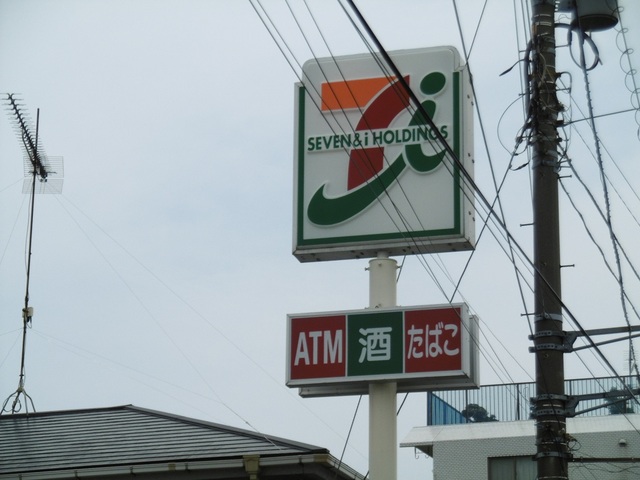 SEVEN&i HOLDINGS
ATM 酒 たばこ